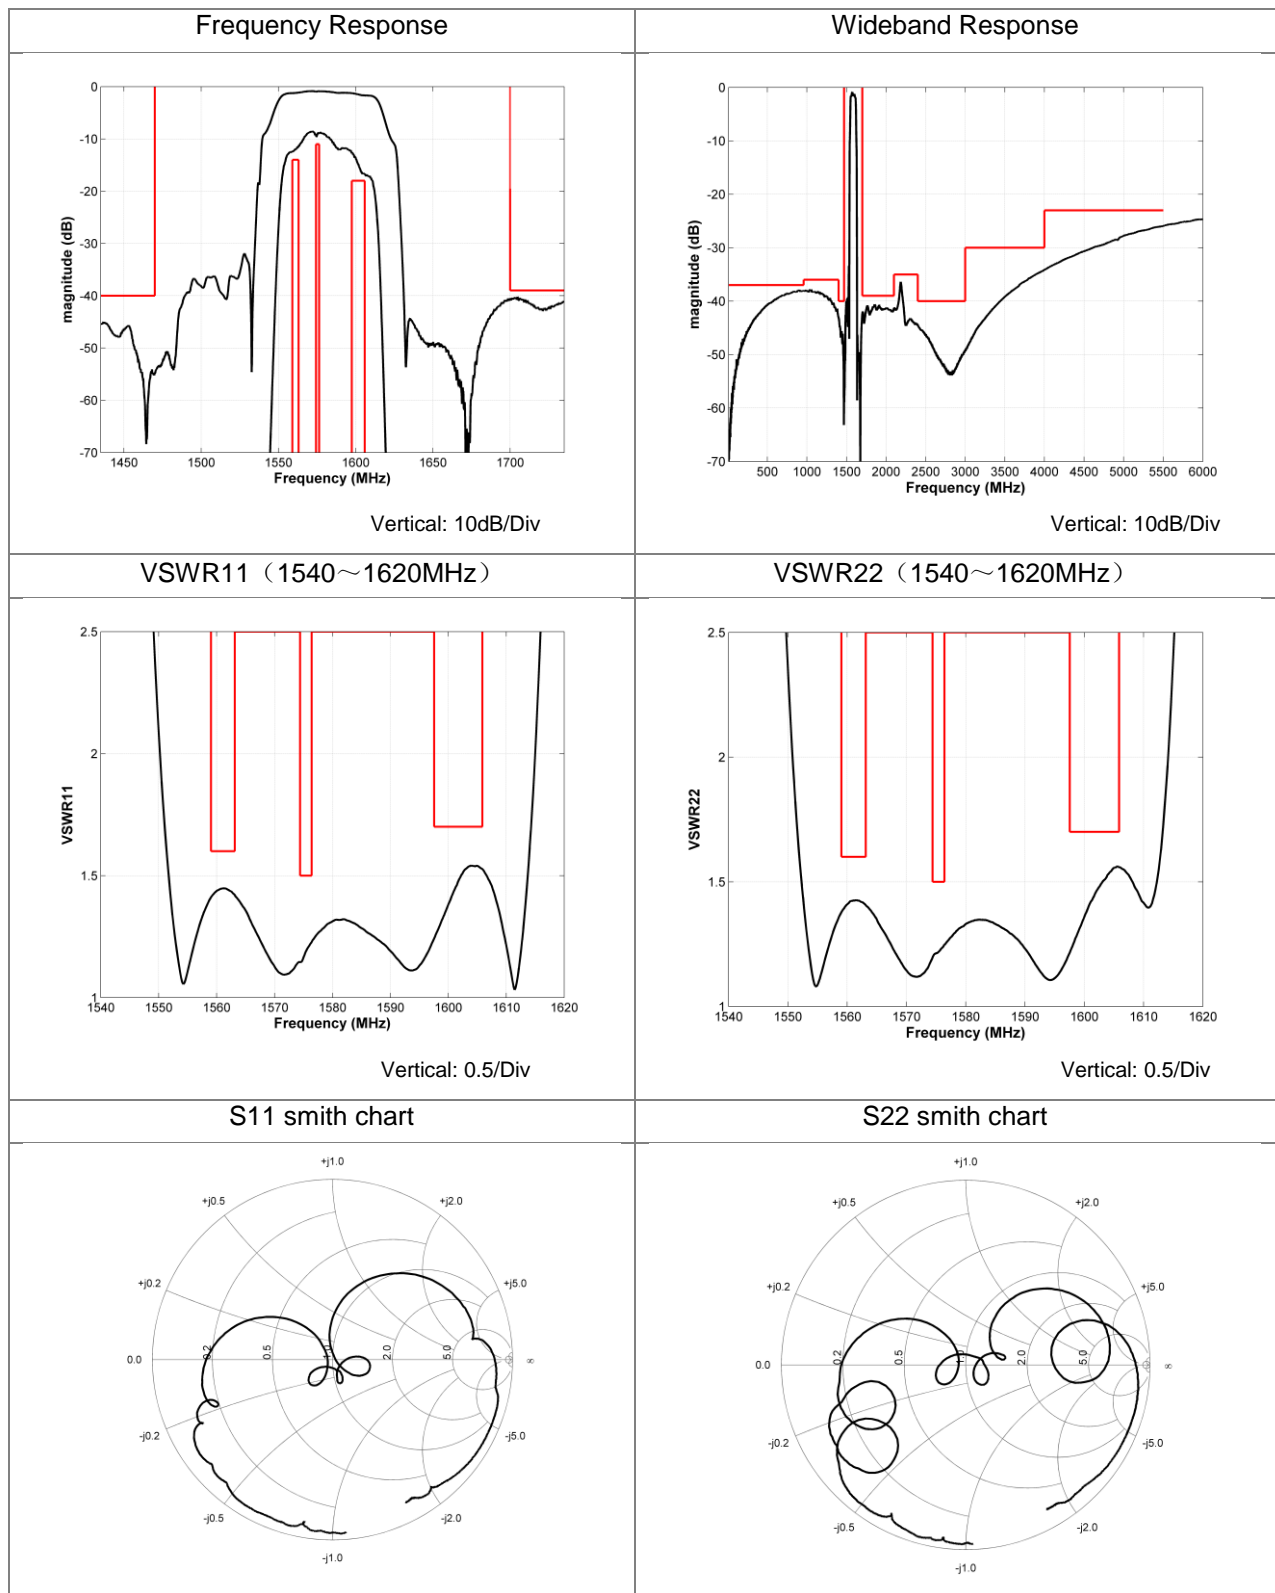 Frequency Response
Wideband Response
0
-10
-20
-30
-40
-50
-60
-70
magnitude (dB)
1450 1500 1550 1600 1650 1700
Frequency (MHz)
Vertical: 10dB/Div
0
-10
-20
-30
-40
-50
-60
-70
magnitude (dB)
500 1000 1500 2000 2500 3000 3500 4000 4500 5000 5500 6000
Frequency (MHz)
Vertical: 10dB/Div
VSWR11（1540～1620MHz）
VSWR22（1540～1620MHz）
2.5
2
1.5
1
VSWR11
1540 1550 1560 1570 1580 1590 1600 1610 1620
Frequency (MHz)
Vertical: 0.5/Div
2.5
2
1.5
1
VSWR22
1540 1550 1560 1570 1580 1590 1600 1610 1620
Frequency (MHz)
Vertical: 0.5/Div
S11 smith chart
S22 smith chart
+j1.0
+j0.5 +j2.0
+j0.2 +j5.0
0.0 0.2 0.5 1.0 2.0 5.0 ∞
-j0.2 -j5.0
-j0.5 -j2.0
-j1.0
+j1.0
+j0.5 +j2.0
+j0.2 +j5.0
0.0 0.2 0.5 1.0 2.0 5.0 ∞
-j0.2 -j5.0
-j0.5 -j2.0
-j1.0